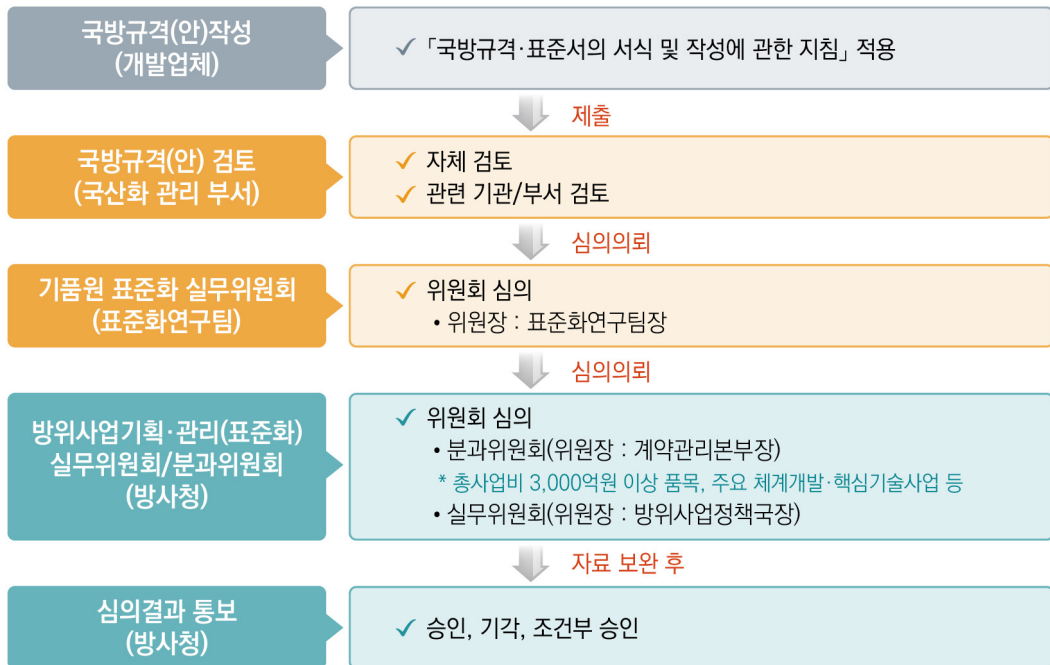 국방규격(안)작성
(개발업체)
✓ 「국방규격·표준서의 서식 및 작성에 관한 지침」 적용
제출
국방규격(안) 검토
(국산화 관리 부서)
✓ 자체 검토
✓ 관련 기관/부서 검토
심의의뢰
기품원 표준화 실무위원회
(표준화연구팀)
✓ 위원회 심의
• 위원장 : 표준화연구팀장
심의의뢰
방위사업기획·관리(표준화)
실무위원회/분과위원회
(방사청)
✓ 위원회 심의
• 분과위원회(위원장 : 계약관리본부장)
* 총사업비 3,000억원 이상 품목, 주요 체계개발·핵심기술사업 등
• 실무위원회(위원장 : 방위사업정책국장)
자료 보완 후
심의결과 통보
(방사청)
✓ 승인, 기각, 조건부 승인